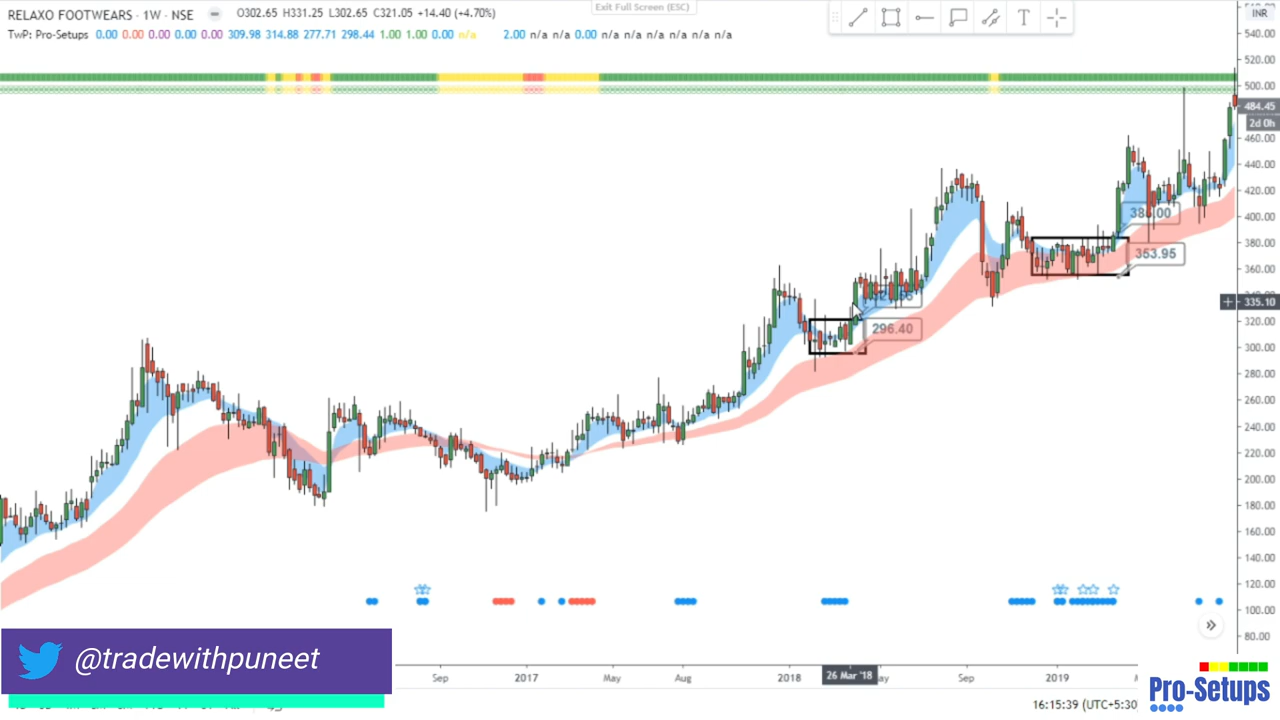 RELAXO FOOTWEARS · 1W · NSE O302.65 H331.25 L302.65 C321.05 +14.40 (+4.70%)
Exit Full Screen (ESC)
INR
TwP: Pro-Setups 0.00 0.00 0.00 0.00 0.00 309.98 314.88 277.71 298.44 1.00 1.00 0.00 n/a 2.00 n/a n/a 0.00 n/a n/a n/a n/a n/a n/a n/a
540.00
520.00
500.00
484.45
2d 0h
460.00
440.00
420.00
400.00
380.00
360.00
335.10
320.00
300.00
280.00
260.00
240.00
220.00
200.00
180.00
160.00
140.00
120.00
100.00
80.00
353.95
296.40
@tradewithpuneet
Sep 2017 May Aug 2018 26 Mar '18 Sep 2019
16:15:39 (UTC+5:30)
Pro-Setups